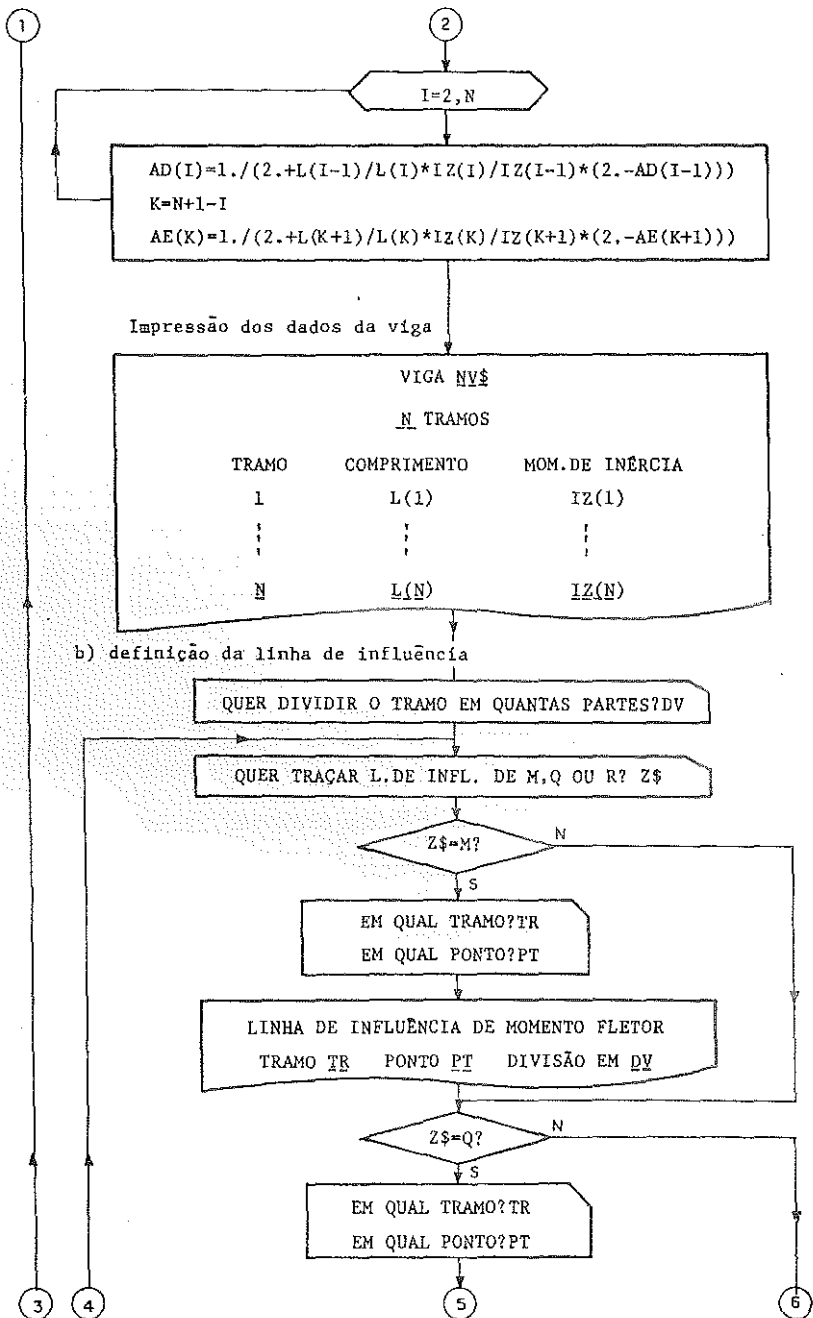 1
2
I=2,N
AD(I)=1./(2.+L(I-1)/L(I)*IZ(I)/IZ(I-1)*(2.-AD(I-1)))
K=N+1-I
AE(K)=1./(2.+L(K+1)/L(K)*IZ(K)/IZ(K+1)*(2.-AE(K+1)))
Impressão dos dados da viga
VIGA NV$
N TRAMOS
TRAMO COMPRIMENTO MOM.DE INÉRCIA
1 L(1) IZ(1)
N L(N) IZ(N)
b) definição da linha de influência
QUER DIVIDIR O TRAMO EM QUANTAS PARTES?DV
QUER TRAÇAR L.DE INFL. DE M,Q OU R? Z$
Z$=M?
N
S
EM QUAL TRAMO?TR
EM QUAL PONTO?PT
LINHA DE INFLUÊNCIA DE MOMENTO FLETOR
TRAMO TR PONTO PT DIVISÃO EM DV
Z$=Q?
N
S
EM QUAL TRAMO?TR
EM QUAL PONTO?PT
3
4
5
6